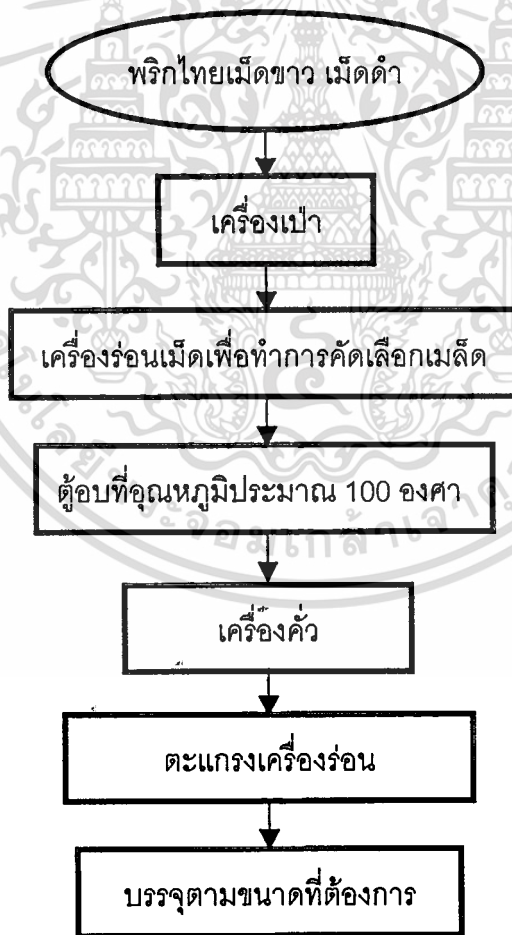 พริกไทยเม็ดขาว เม็ดดำ
เครื่องเป่า
เครื่องร่อนเม็ดเพื่อทำการคัดเลือกเมล็ด
ตู้อบที่อุณหภูมิประมาณ 100 องศา
เครื่องคั่ว
ตะแกรงเครื่องร่อน
บรรจุตามขนาดที่ต้องการ